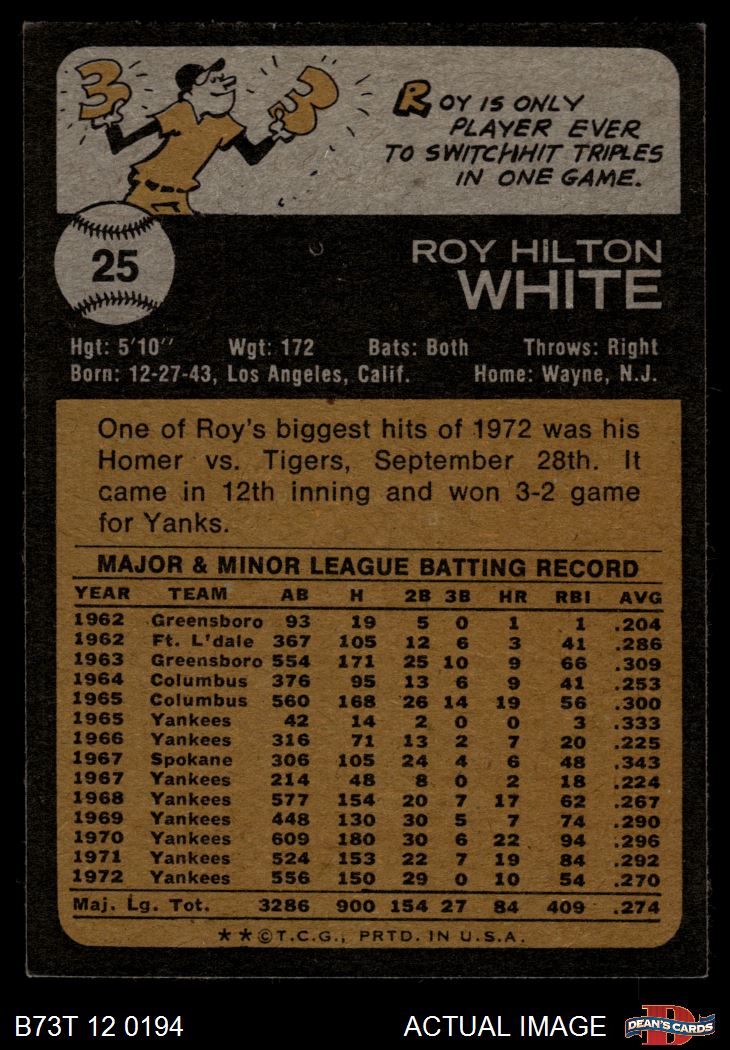 3 3
ROY IS ONLY
PLAYER EVER
TO SWITCHHIT TRIPLES
IN ONE GAME.
25
ROY HILTON
WHITE
Hgt: 5'10" Wgt: 172 Bats: Both Throws: Right
Born: 12-27-43, Los Angeles, Calif. Home: Wayne, N.J.
One of Roy's biggest hits of 1972 was his
Homer vs. Tigers, September 28th. It
came in 12th inning and won 3-2 game
for Yanks.
MAJOR & MINOR LEAGUE BATTING RECORD
YEAR TEAM AB H 2B 3B HR RBI AVG
1962 Greensboro 93 19 5 0 1 1 .204
1962 Ft. L'dale 367 105 12 6 3 41 .286
1963 Greensboro 554 171 25 10 9 66 .309
1964 Columbus 376 95 13 6 9 41 .253
1965 Columbus 560 168 26 14 19 56 .300
1965 Yankees 42 14 2 0 0 3 .333
1966 Yankees 316 71 13 2 7 20 .225
1967 Spokane 306 105 24 4 6 48 .343
1967 Yankees 214 48 8 0 2 18 .224
1968 Yankees 577 154 20 7 17 62 .267
1969 Yankees 448 130 30 5 7 74 .290
1970 Yankees 609 180 30 6 22 94 .296
1971 Yankees 524 153 22 7 19 84 .292
1972 Yankees 556 150 29 0 10 54 .270
Maj. Lg. Tot. 3286 900 154 27 84 409 .274
★★©T.C.G., PRTD. IN U.S.A.
B73T 12 0194 ACTUAL IMAGE D DEAN'S CARDS